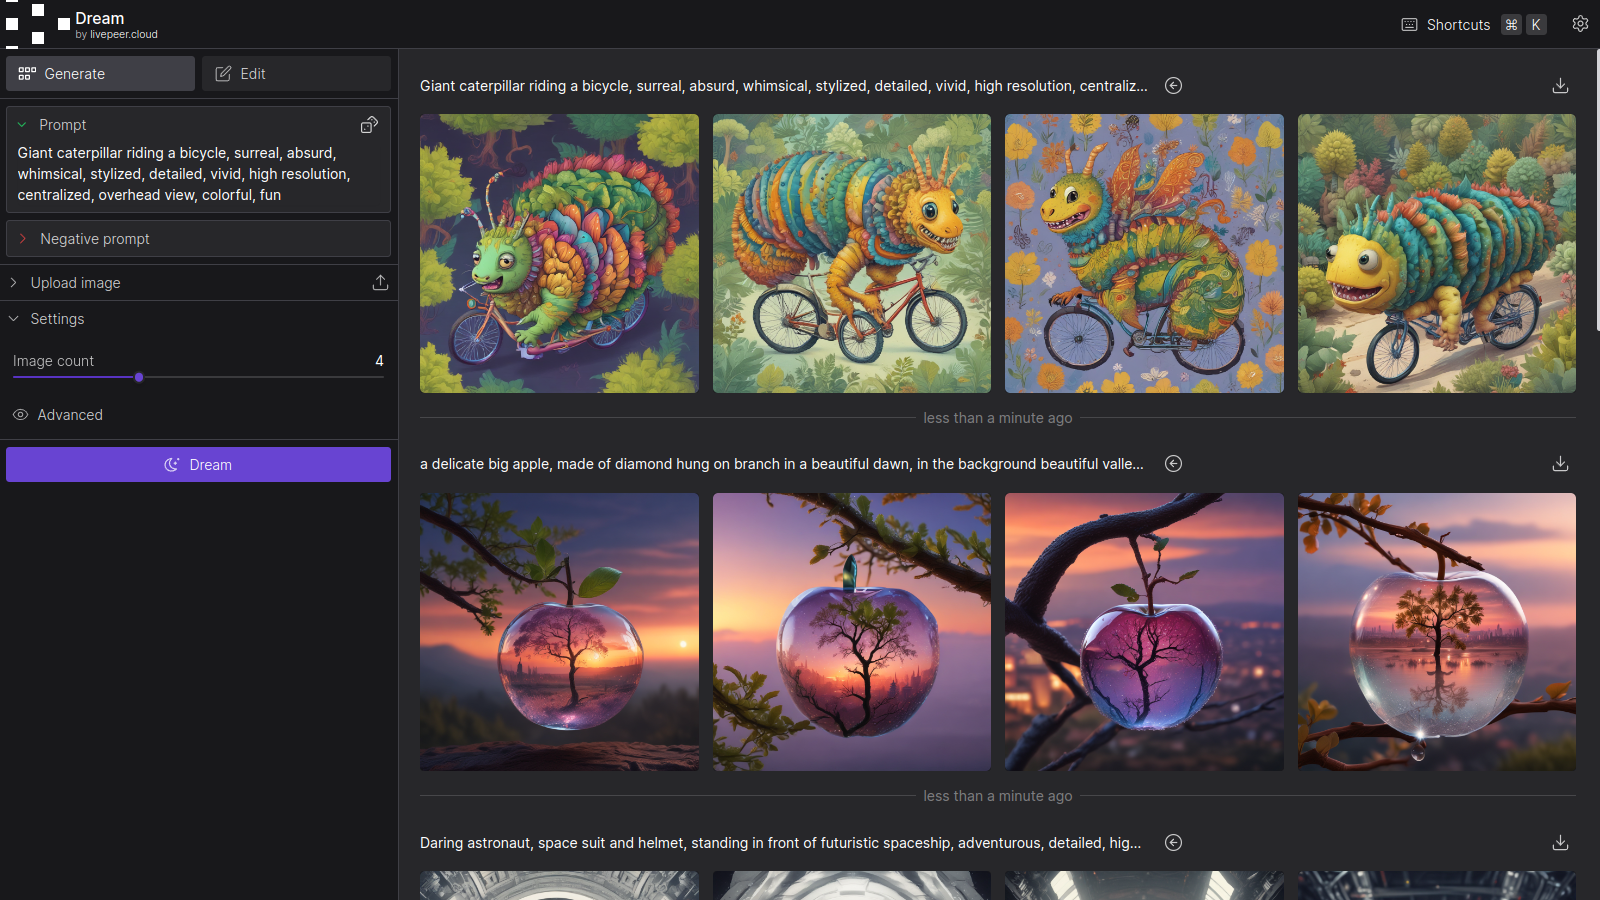 Dream
by livepeer.cloud
Shortcuts ⌘ K
Generate
Edit
Prompt
Giant caterpillar riding a bicycle, surreal, absurd,
whimsical, stylized, detailed, vivid, high resolution,
centralized, overhead view, colorful, fun
Negative prompt
Upload image
Settings
Image count 4
Advanced
Dream
Giant caterpillar riding a bicycle, surreal, absurd, whimsical, stylized, detailed, vivid, high resolution, centraliz...
less than a minute ago
a delicate big apple, made of diamond hung on branch in a beautiful dawn, in the background beautiful valle...
less than a minute ago
Daring astronaut, space suit and helmet, standing in front of futuristic spaceship, adventurous, detailed, hig...